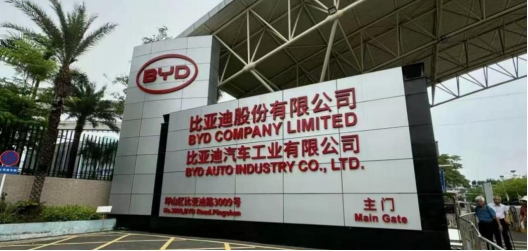 BYD
比亚迪股份有限公司
BYD COMPANY LIMITED
比亚迪汽车工业有限公司
BYD AUTO INDUSTRY CO., LTD.
坪山区比亚迪路3009号
No.3009,BYD Road,Pingshan
主门
Main Gate